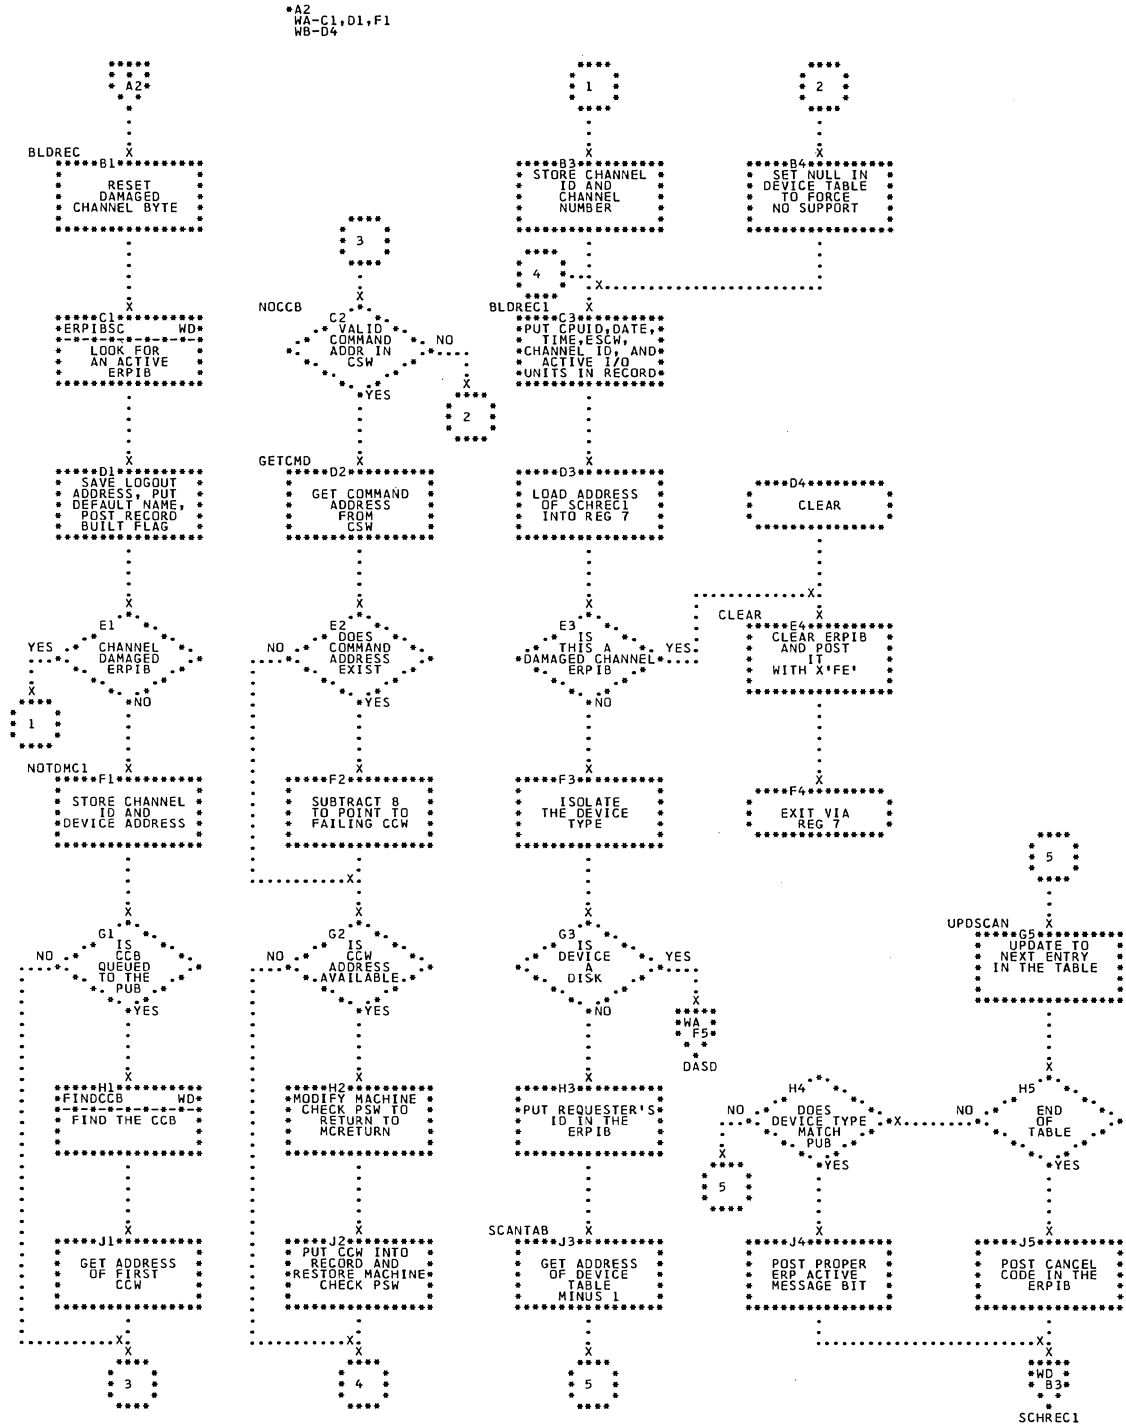 *A2
WA-C1,D1,F1
WB-D4
A2
BLDREC
B1
RESET
DAMAGED
CHANNEL BYTE
C1
ERPIBSC WD
LOOK FOR
AN ACTIVE
ERPIB
D1
SAVE LOGOUT
ADDRESS, PUT
DEFAULT NAME,
POST RECORD
BUILT FLAG
E1
CHANNEL
DAMAGED
ERPIB
YES
NO
1
NOTDMC1
F1
STORE CHANNEL
ID AND
DEVICE ADDRESS
G1
IS
CCB
QUEUED
TO THE
PUB
NO
YES
H1
FINDCCB WD
FIND THE CCB
J1
GET ADDRESS
OF FIRST
CCW
3
3
NOCCB
C2
VALID
COMMAND
ADDR IN
CSW
NO
YES
2
GETCMD
D2
GET COMMAND
ADDRESS
FROM
CSW
E2
DOES
COMMAND
ADDRESS
EXIST
NO
YES
F2
SUBTRACT 8
TO POINT TO
FAILING CCW
G2
IS
CCW
ADDRESS
AVAILABLE
NO
YES
H2
MODIFY MACHINE
CHECK PSW TO
RETURN TO
MCRETURN
J2
PUT CCW INTO
RECORD AND
RESTORE MACHINE
CHECK PSW
4
1
B3
STORE CHANNEL
ID AND
CHANNEL
NUMBER
4
BLDREC1
C3
PUT CPUID,DATE,
TIME,ESCW,
CHANNEL ID, AND
ACTIVE I/O
UNITS IN RECORD
D3
LOAD ADDRESS
OF SCHREC1
INTO REG 7
E3
IS
THIS A
DAMAGED CHANNEL
ERPIB
YES
NO
F3
ISOLATE
THE DEVICE
TYPE
G3
IS
DEVICE
A
DISK
YES
NO
WA
F5
DASD
H3
PUT REQUESTER'S
ID IN THE
ERPIB
SCANTAB
J3
GET ADDRESS
OF DEVICE
TABLE
MINUS 1
5
2
B4
SET NULL IN
DEVICE TABLE
TO FORCE
NO SUPPORT
D4
CLEAR
CLEAR
E4
CLEAR ERPIB
AND POST
IT
WITH X'FE'
F4
EXIT VIA
REG 7
H4
DOES
DEVICE TYPE
MATCH
PUB
NO
YES
5
J4
POST PROPER
ERP ACTIVE
MESSAGE BIT
5
UPDSCAN
G5
UPDATE TO
NEXT ENTRY
IN THE TABLE
H5
END
OF
TABLE
NO
YES
J5
POST CANCEL
CODE IN THE
ERPIB
WD
B3
SCHREC1